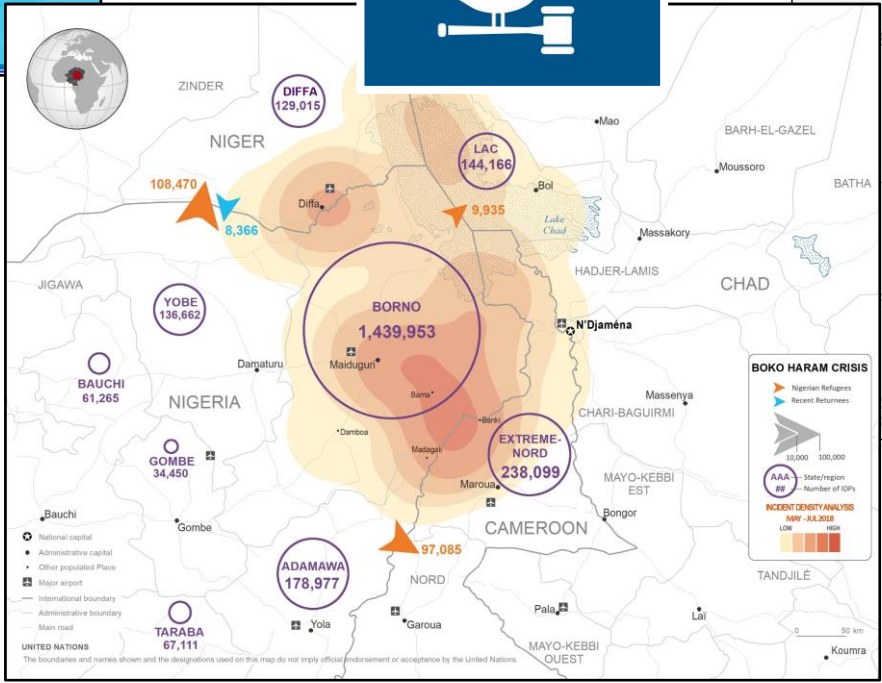 ZINDER
DIFFA
129,015
NIGER
Mao
LAC
144,166
BARH-EL-GAZEL
Moussoro
108,470
Diffa
Bol
BATHA
8,366
9,935
Lake
Chad
Massakory
HADJER-LAMIS
JIGAWA
YOBE
136,662
CHAD
BORNO
1,439,953
N'Djaména
Maiduguri
Damaturu
BAUCHI
61,265
NIGERIA
Bama
Banki
Massenya
CHARI-BAGUIRMI
Damboa
Madagali
EXTREME-
NORD
238,099
GOMBE
34,450
Maroua
MAYO-KEBBI
EST
Bauchi
Gombe
CAMEROON
Bongor
97,085
ADAMAWA
178,977
NORD
TANDJILÉ
TARABA
67,111
Yola
Garoua
Pala
Laï
MAYO-KEBBI
OUEST
Koumra
BOKO HARAM CRISIS
Nigerian Refugees
Recent Returnees
10,000 100,000
AAA State/region
## Number of IDPs
INCIDENT DENSITY ANALYSIS
MAY - JUL 2018
LOW HIGH
National capital
Administrative capital
Other populated Place
Major airport
International boundary
Administrative boundary
Main road
0 50 km
UNITED NATIONS
The boundaries and names shown and the designations used on this map do not imply official endorsement or acceptance by the United Nations.